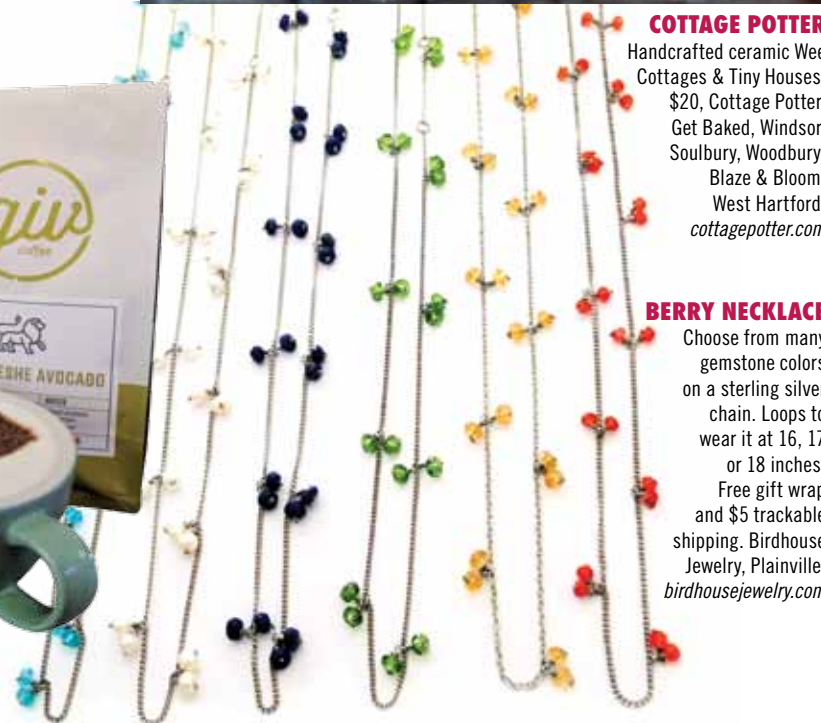 COTTAGE POTTER
Handcrafted ceramic Wee
Cottages & Tiny Houses
$20, Cottage Potter
Get Baked, Windsor
Soulbury, Woodbury
Blaze & Bloom
West Hartford
cottagepotter.com
BERRY NECKLACE
Choose from many
gemstone colors
on a sterling silver
chain. Loops to
wear it at 16, 17
or 18 inches
Free gift wrap
and $5 trackable
shipping. Birdhouse
Jewelry, Plainville
birdhousejewelry.com
giv
coffee
ESHE AVOCADO